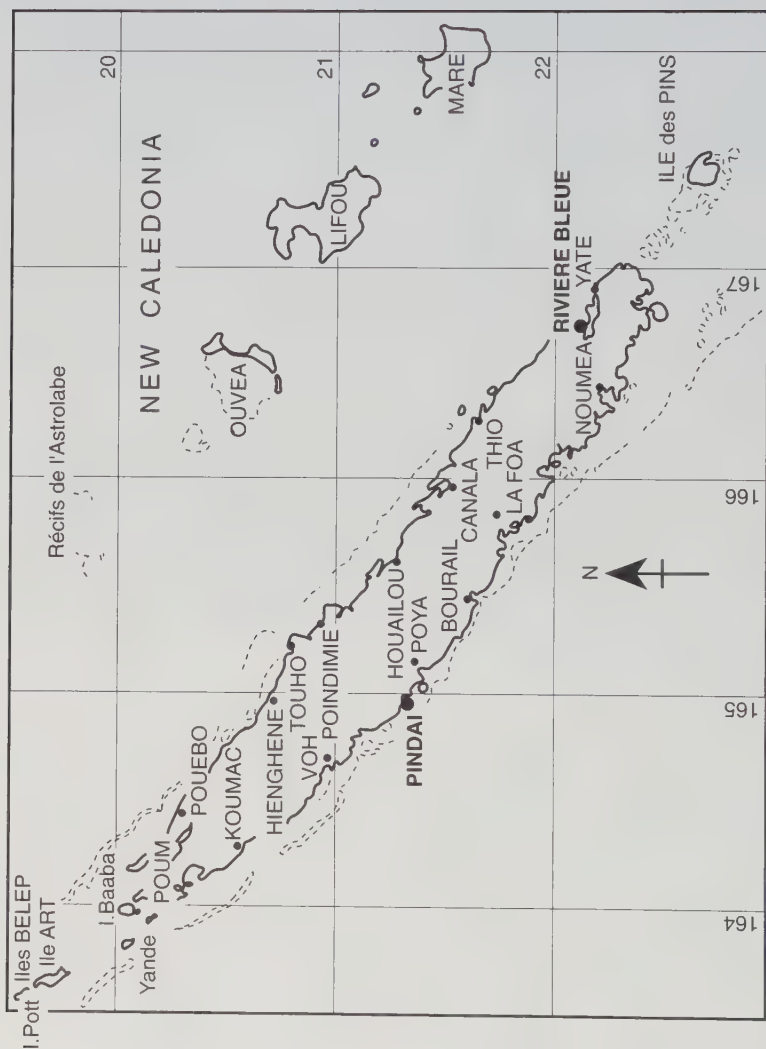 I.Pott
Iles BELEP
Ile ART
I.Baaba
Yande
POUM
POUEBO
KOUMAC
HIENGHENE
TOUHO
VOH
POINDIMIE
HOUAILOU
POYA
PINDAI
BOURAIL
CANALA
THIO
LA FOA
NOUMEA
RIVIERE BLEUE
YATE
ILE des PINS
Récifs de l'Astrolabe
NEW CALEDONIA
OUVEA
LIFOU
MARE
N
20
21
22
164
165
166
167